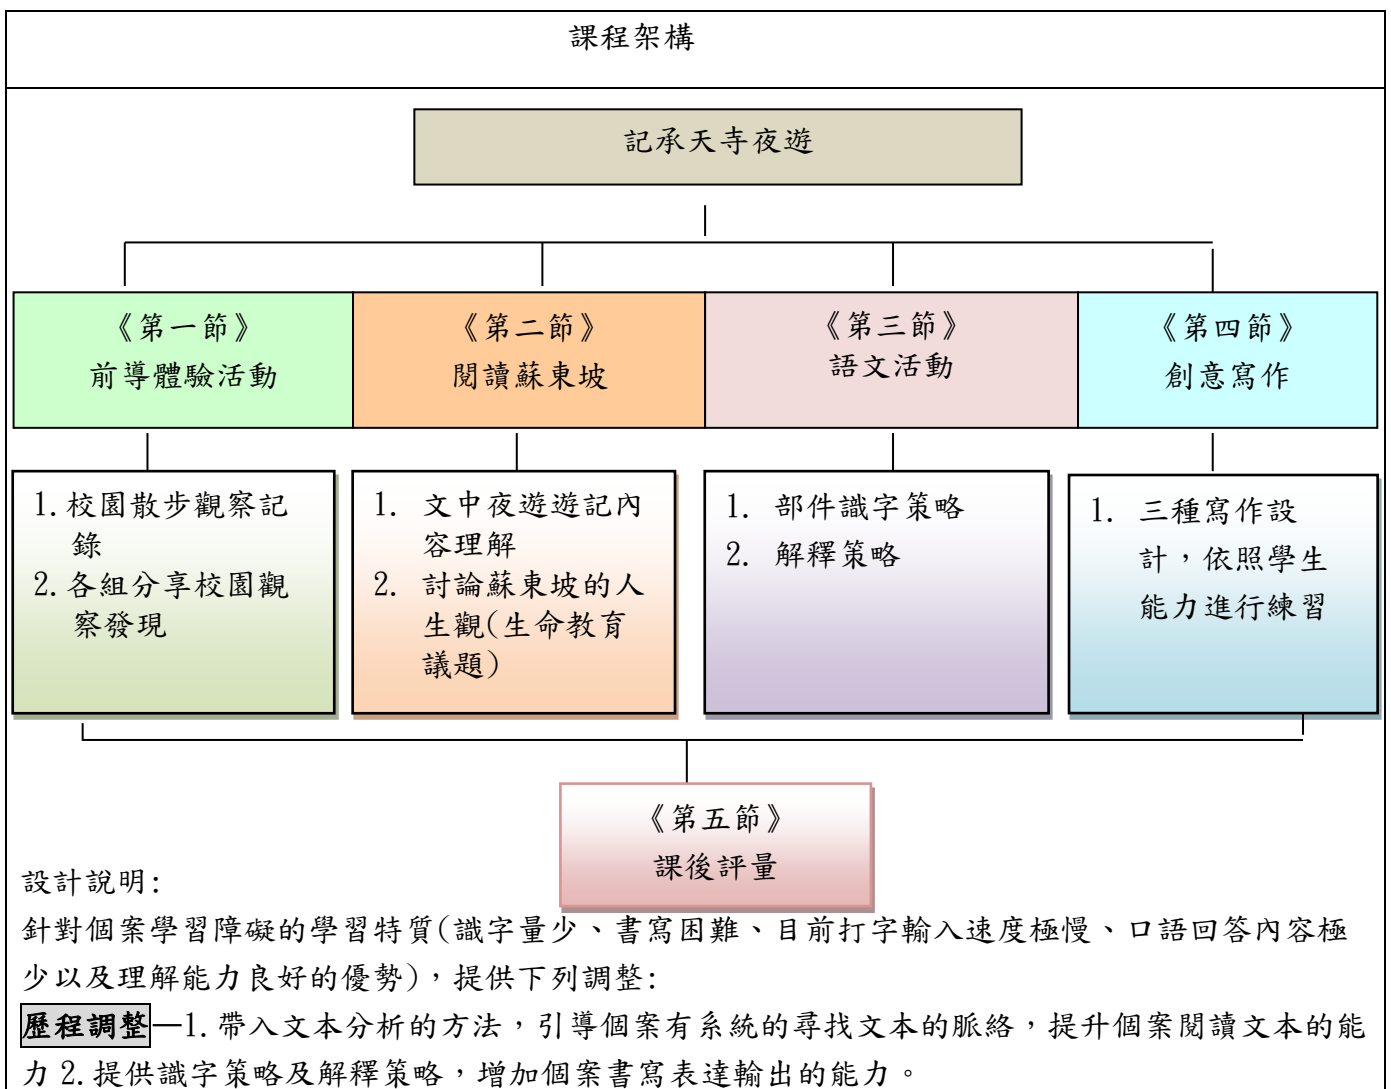 課程架構
記承天寺夜遊
《第一節》
前導體驗活動
《第二節》
閱讀蘇東坡
《第三節》
語文活動
《第四節》
創意寫作
1.校園散步觀察記
錄
2.各組分享校園觀
察發現
1. 文中夜遊遊記內
容理解
2. 討論蘇東坡的人
生觀(生命教育
議題)
1. 部件識字策略
2. 解釋策略
1. 三種寫作設
計，依照學生
能力進行練習
《第五節》
課後評量
設計說明:
針對個案學習障礙的學習特質(識字量少、書寫困難、目前打字輸入速度極慢、口語回答內容極
少以及理解能力良好的優勢)，提供下列調整:
歷程調整—1.帶入文本分析的方法，引導個案有系統的尋找文本的脈絡，提升個案閱讀文本的能
力 2.提供識字策略及解釋策略，增加個案書寫表達輸出的能力。